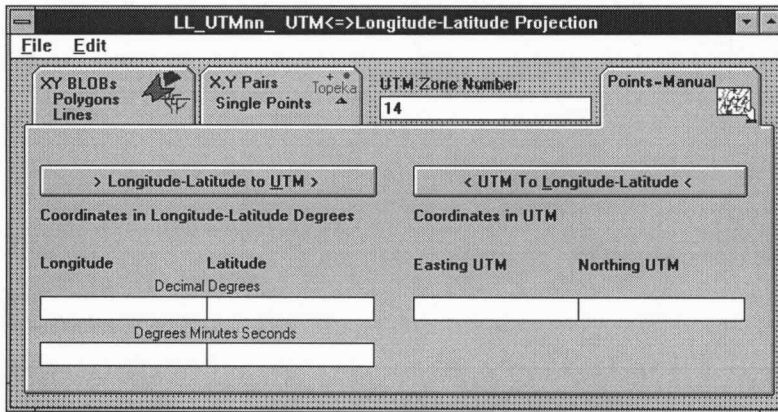 LL_UTMnn_ UTM<=>Longitude-Latitude Projection
File Edit
XY BLOBs
Polygons
Lines
X,Y Pairs
Topeka
Single Points
UTM Zone Number
14
Points-Manual
> Longitude-Latitude to UTM >
< UTM To Longitude-Latitude <
Coordinates in Longitude-Latitude Degrees
Coordinates in UTM
Longitude Latitude
Easting UTM Northing UTM
Decimal Degrees
Degrees Minutes Seconds